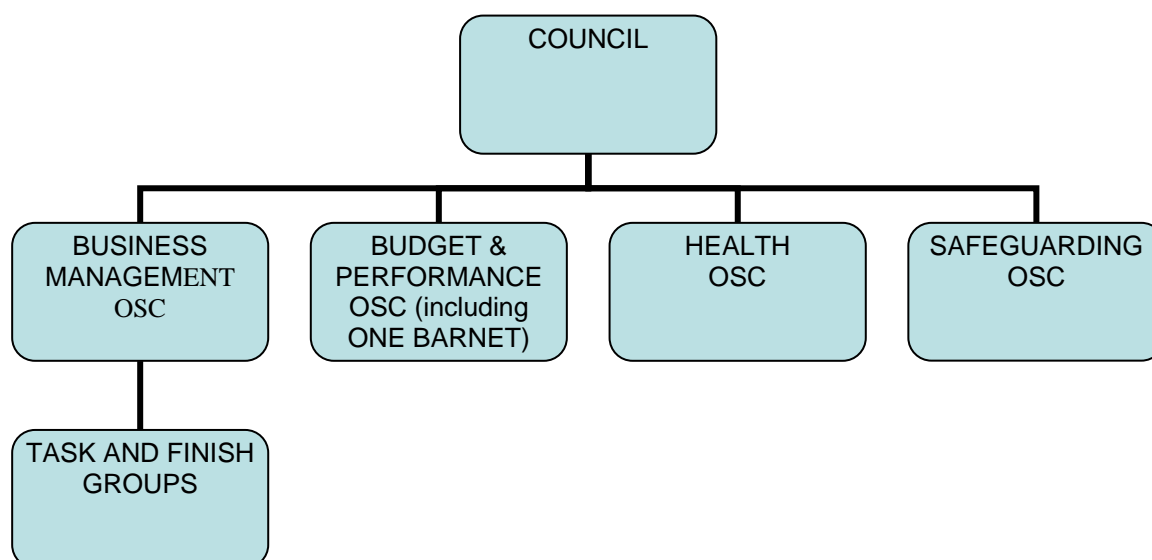 COUNCIL
BUSINESS
MANAGEMENT
OSC
BUDGET &
PERFORMANCE
OSC (including
ONE BARNET)
HEALTH
OSC
SAFEGUARDING
OSC
TASK AND FINISH
GROUPS